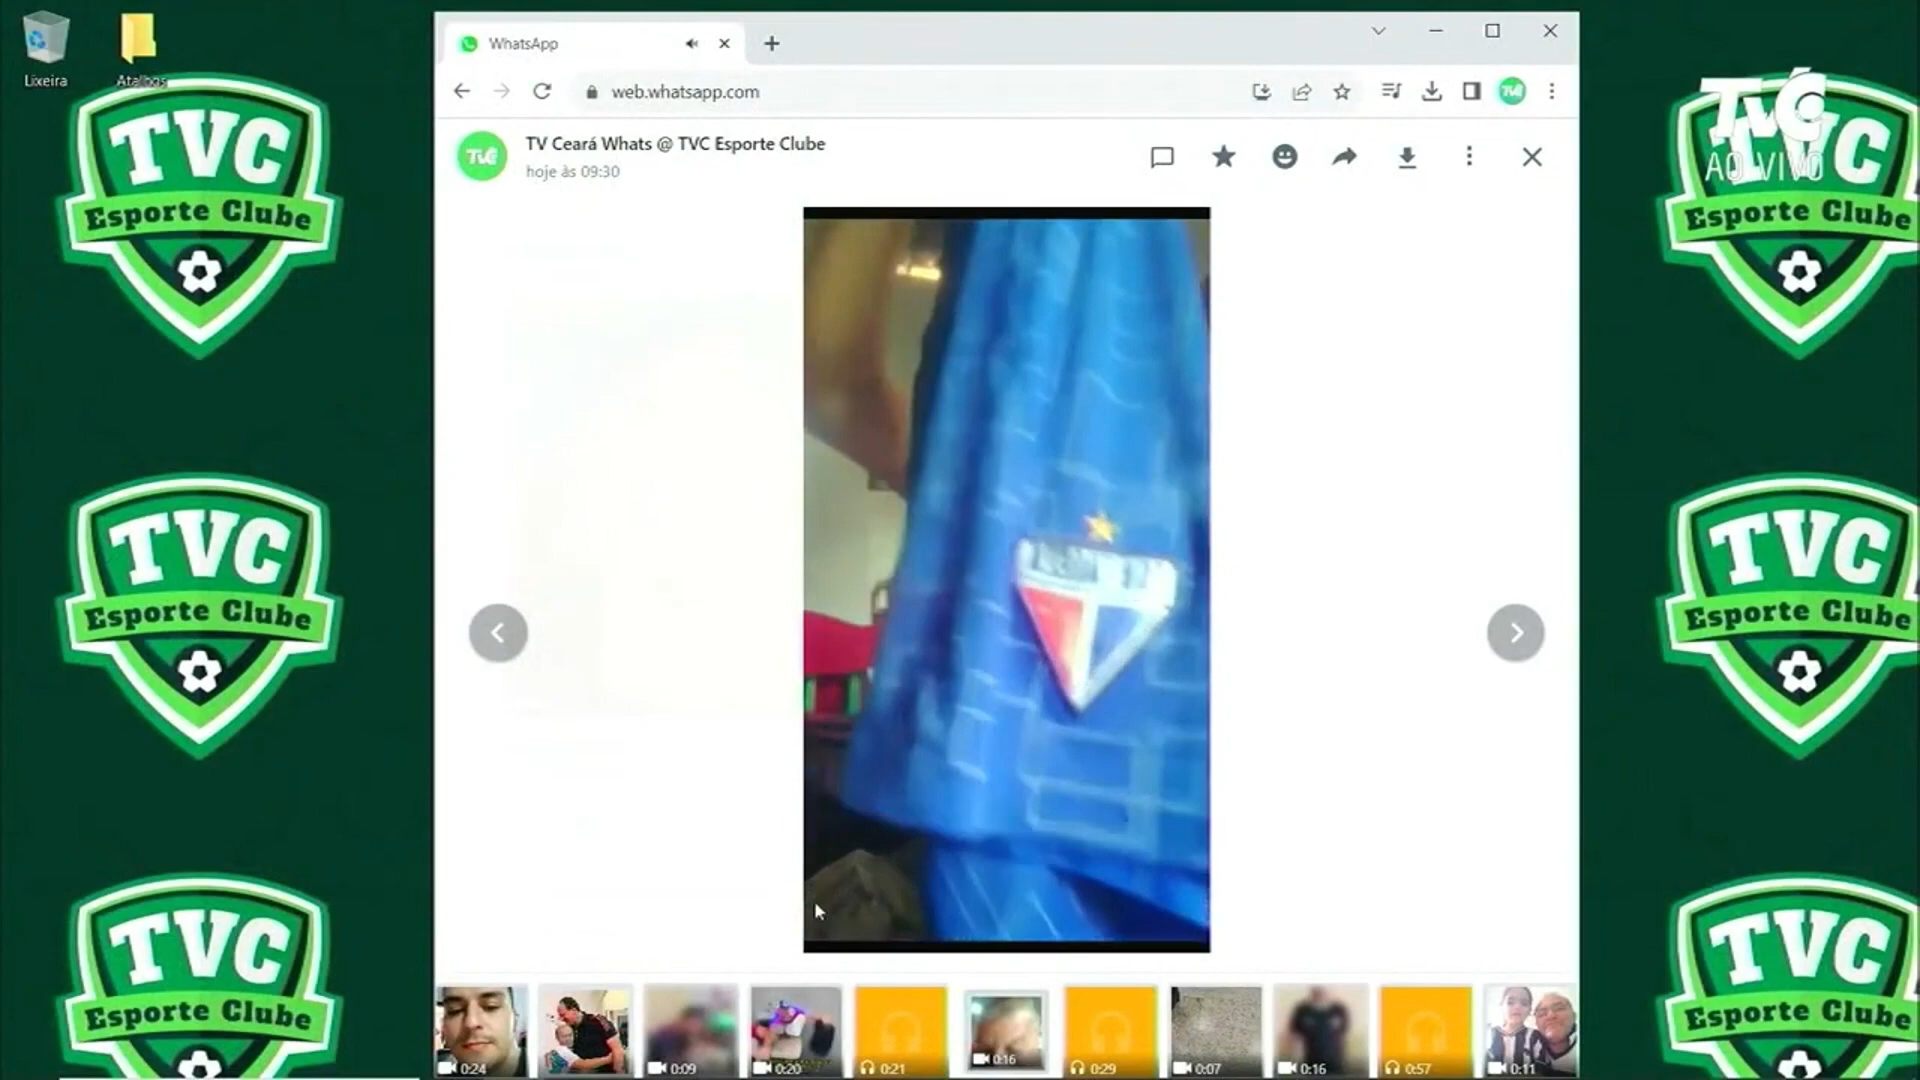 Lixeira
Atalhos
WhatsApp
web.whatsapp.com
TVC
TV Ceará Whats @ TVC Esporte Clube
hoje às 09:30
TVC
Esporte Clube
TVC
Esporte Clube
TVC
Esporte Clube
TVC
AO VIVO
TVC
Esporte Clube
TVC
Esporte Clube
TVC
Esporte Clube
0:24
0:09
0:20
0:21
0:16
0:29
0:07
0:16
0:57
0:11